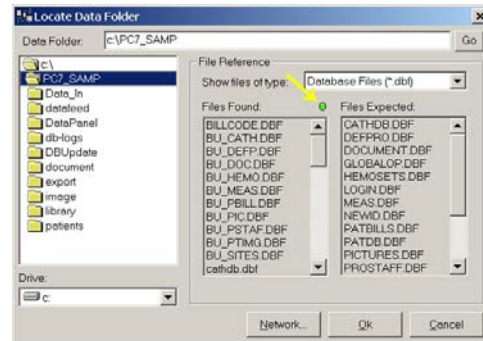 Locate Data Folder
Data Folder: c:\PC7_SAMP Go
c:\
PC7_SAMP
Data_In
datafeed
DataPanel
db-logs
DBUpdate
document
export
image
library
patients
Drive:
c:
File Reference
Show files of type: Database Files (*.dbf)
Files Found:
BILLCODE.DBF
BU_CATH.DBF
BU_DEFP.DBF
BU_DOC.DBF
BU_HEMO.DBF
BU_MEAS.DBF
BU_PBILL.DBF
BU_PIC.DBF
BU_PSTAF.DBF
BU_PTIMG.DBF
BU_SITES.DBF
cathdb.dbf
Files Expected:
CATHDB.DBF
DEFPRO.DBF
DOCUMENT.DBF
GLOBALOP.DBF
HEMOSETS.DBF
LOGIN.DBF
MEAS.DBF
NEWID.DBF
PATBILLS.DBF
PATDB.DBF
PICTURES.DBF
PROSTAFF.DBF
Network... Ok Cancel